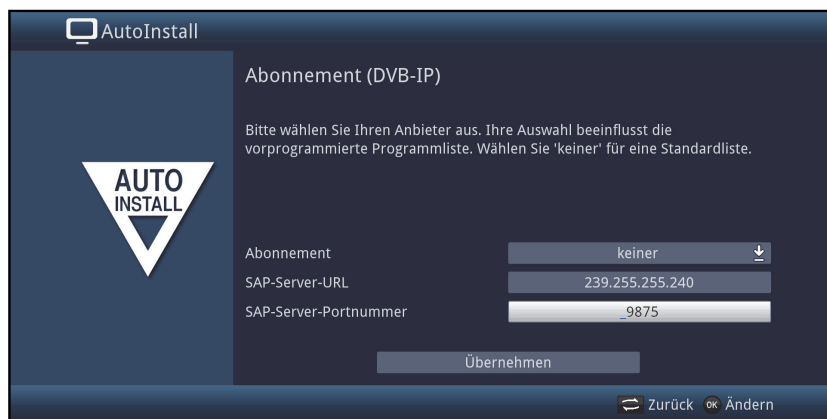 AutoInstall
Abonnement (DVB-IP)
Bitte wählen Sie Ihren Anbieter aus. Ihre Auswahl beeinflusst die
vorprogrammierte Programmliste. Wählen Sie 'keiner' für eine Standardliste.
AUTO
INSTALL
Abonnement keiner
SAP-Server-URL 239.255.255.240
SAP-Server-Portnummer _9875
Übernehmen
Zurück OK Ändern